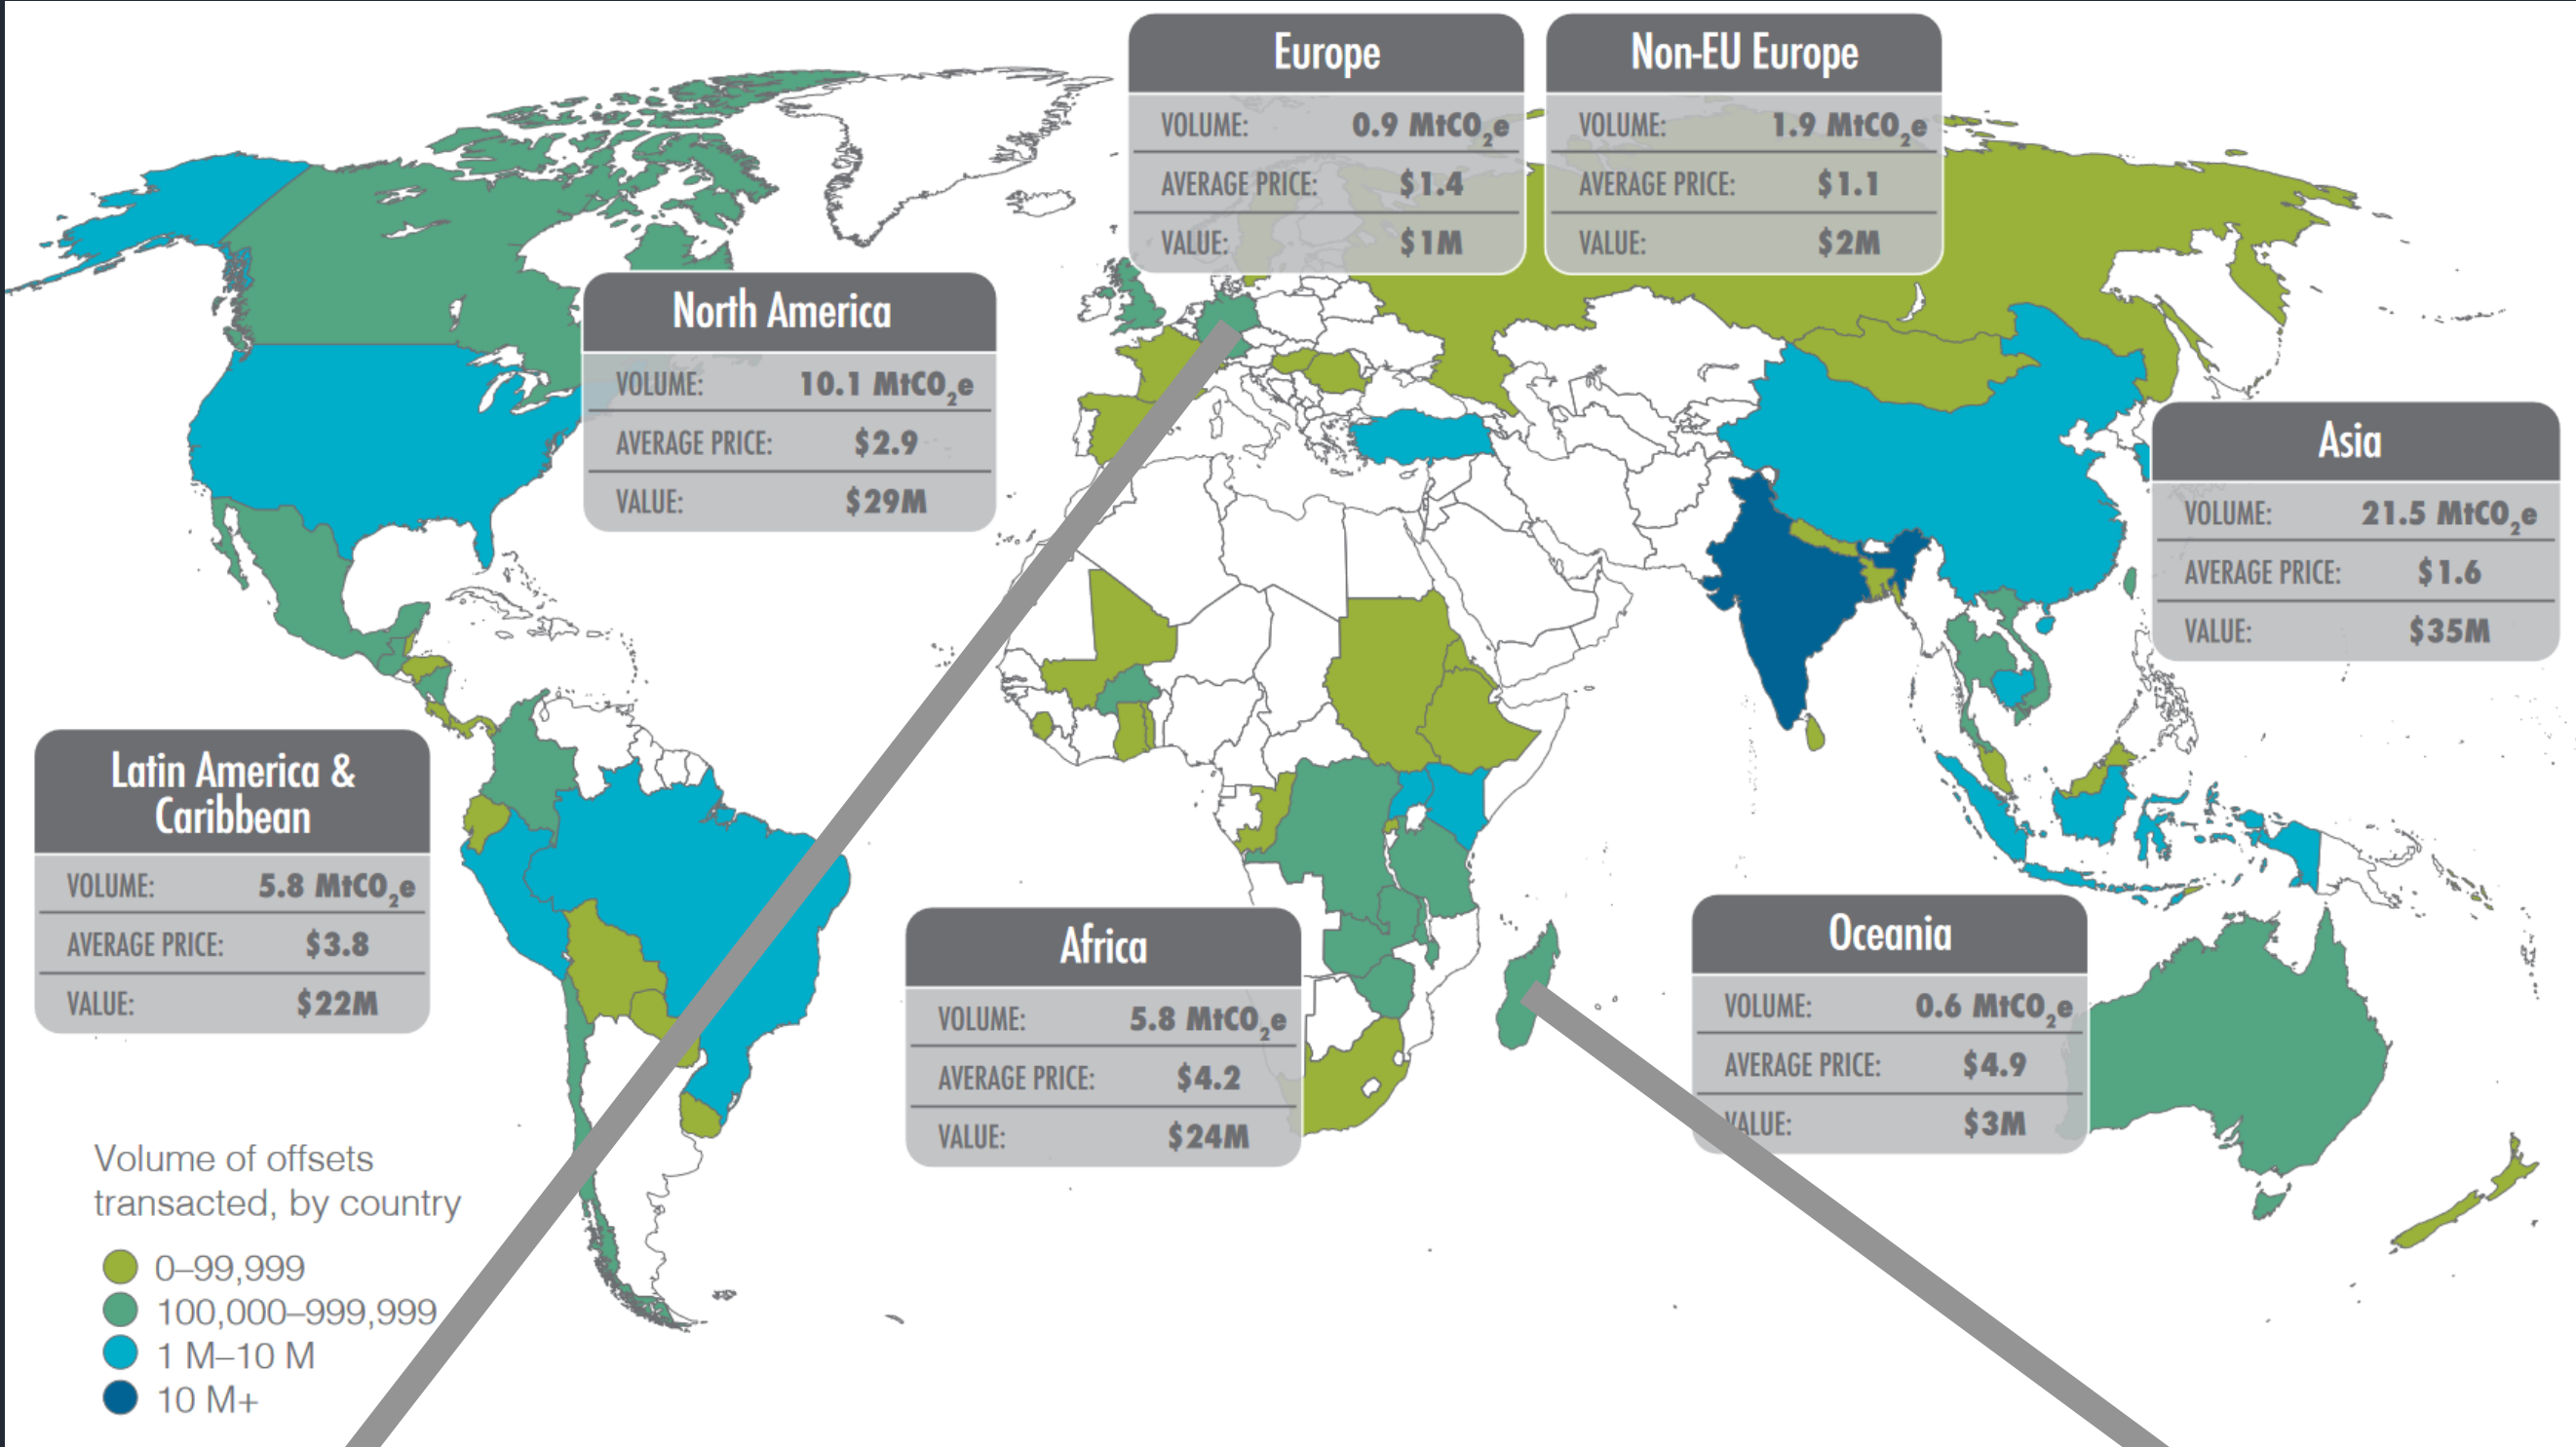 Europe
VOLUME: 0.9 MtCO₂e
AVERAGE PRICE: $1.4
VALUE: $1M
Non-EU Europe
VOLUME: 1.9 MtCO₂e
AVERAGE PRICE: $1.1
VALUE: $2M
North America
VOLUME: 10.1 MtCO₂e
AVERAGE PRICE: $2.9
VALUE: $29M
Asia
VOLUME: 21.5 MtCO₂e
AVERAGE PRICE: $1.6
VALUE: $35M
Latin America &
Caribbean
VOLUME: 5.8 MtCO₂e
AVERAGE PRICE: $3.8
VALUE: $22M
Africa
VOLUME: 5.8 MtCO₂e
AVERAGE PRICE: $4.2
VALUE: $24M
Oceania
VOLUME: 0.6 MtCO₂e
AVERAGE PRICE: $4.9
VALUE: $3M
Volume of offsets
transacted, by country
0–99,999
100,000–999,999
1 M–10 M
10 M+